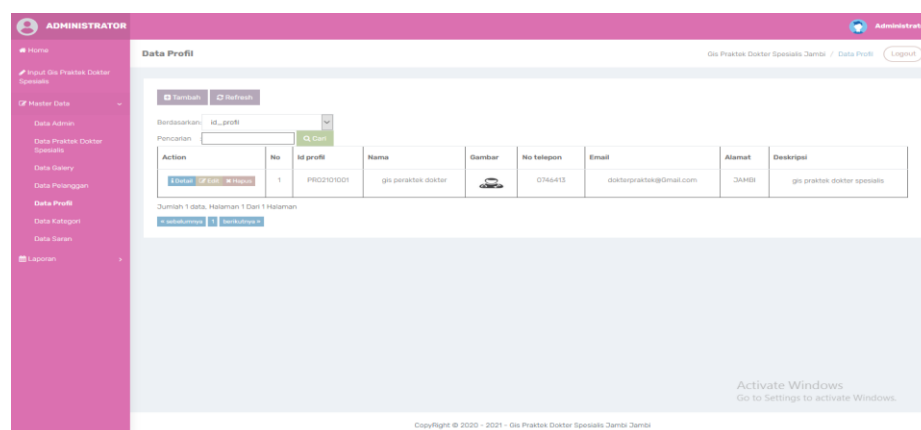 ADMINISTRATOR
Administrat
Home
Input Gis Praktek Dokter
Spesialis
Master Data
Data Admin
Data Praktek Dokter
Spesialis
Data Galery
Data Pelanggan
Data Profil
Data Kategori
Data Saran
Laporan
Data Profil
Gis Praktek Dokter Spesialis Jambi / Data Profil
Logout
Tambah Refresh
Berdasarkan: id_profil
Pencarian Cari
Action No Id profil Nama Gambar No telepon Email Alamat Deskripsi
Detail Edit Hapus 1 PRO2101001 gis peraktek dokter 0746413 dokterpraktek@Gmail.com JAMBI gis praktek dokter spesialis
Jumlah 1 data, Halaman 1 Dari 1 Halaman
« sebelumnya 1 berikutnya »
Activate Windows
Go to Settings to activate Windows.
CopyRight © 2020 - 2021 - Gis Praktek Dokter Spesialis Jambi Jambi